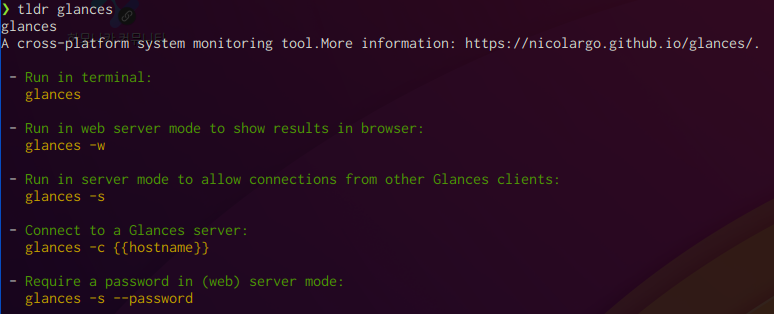 ❯ tldr glances
glances
A cross-platform system monitoring tool.More information: https://nicolargo.github.io/glances/.
- Run in terminal:
glances
- Run in web server mode to show results in browser:
glances -w
- Run in server mode to allow connections from other Glances clients:
glances -s
- Connect to a Glances server:
glances -c {{hostname}}
- Require a password in (web) server mode:
glances -s --password